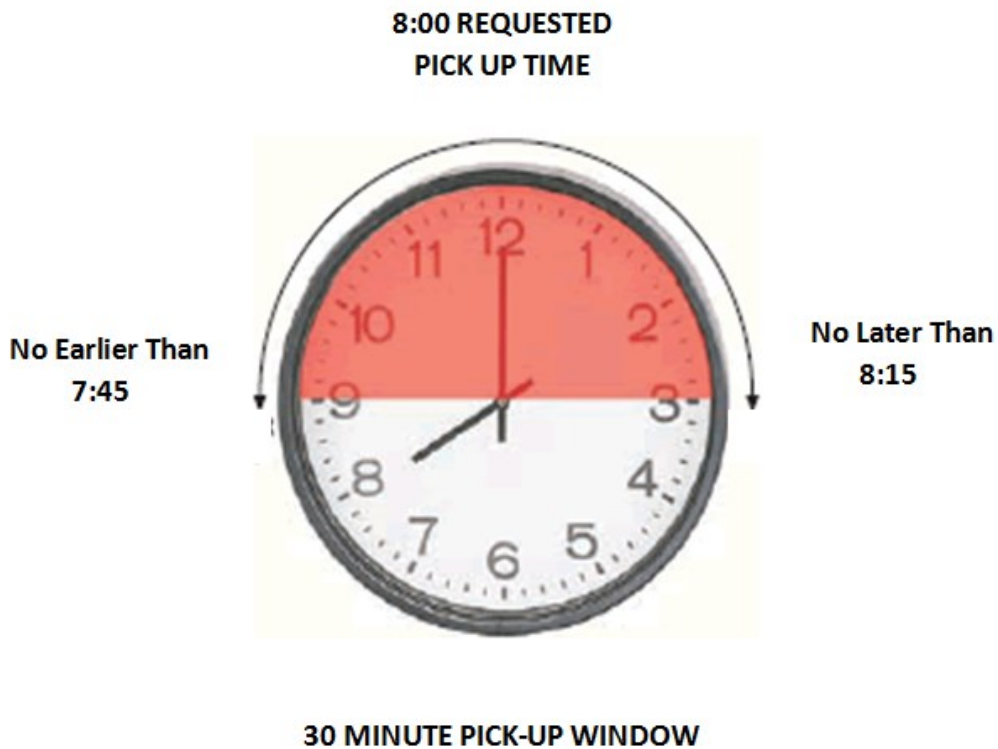 8:00 REQUESTED
PICK UP TIME
12
11
1
10
2
No Earlier Than
7:45
No Later Than
8:15
9
3
8
4
7
5
6
30 MINUTE PICK-UP WINDOW